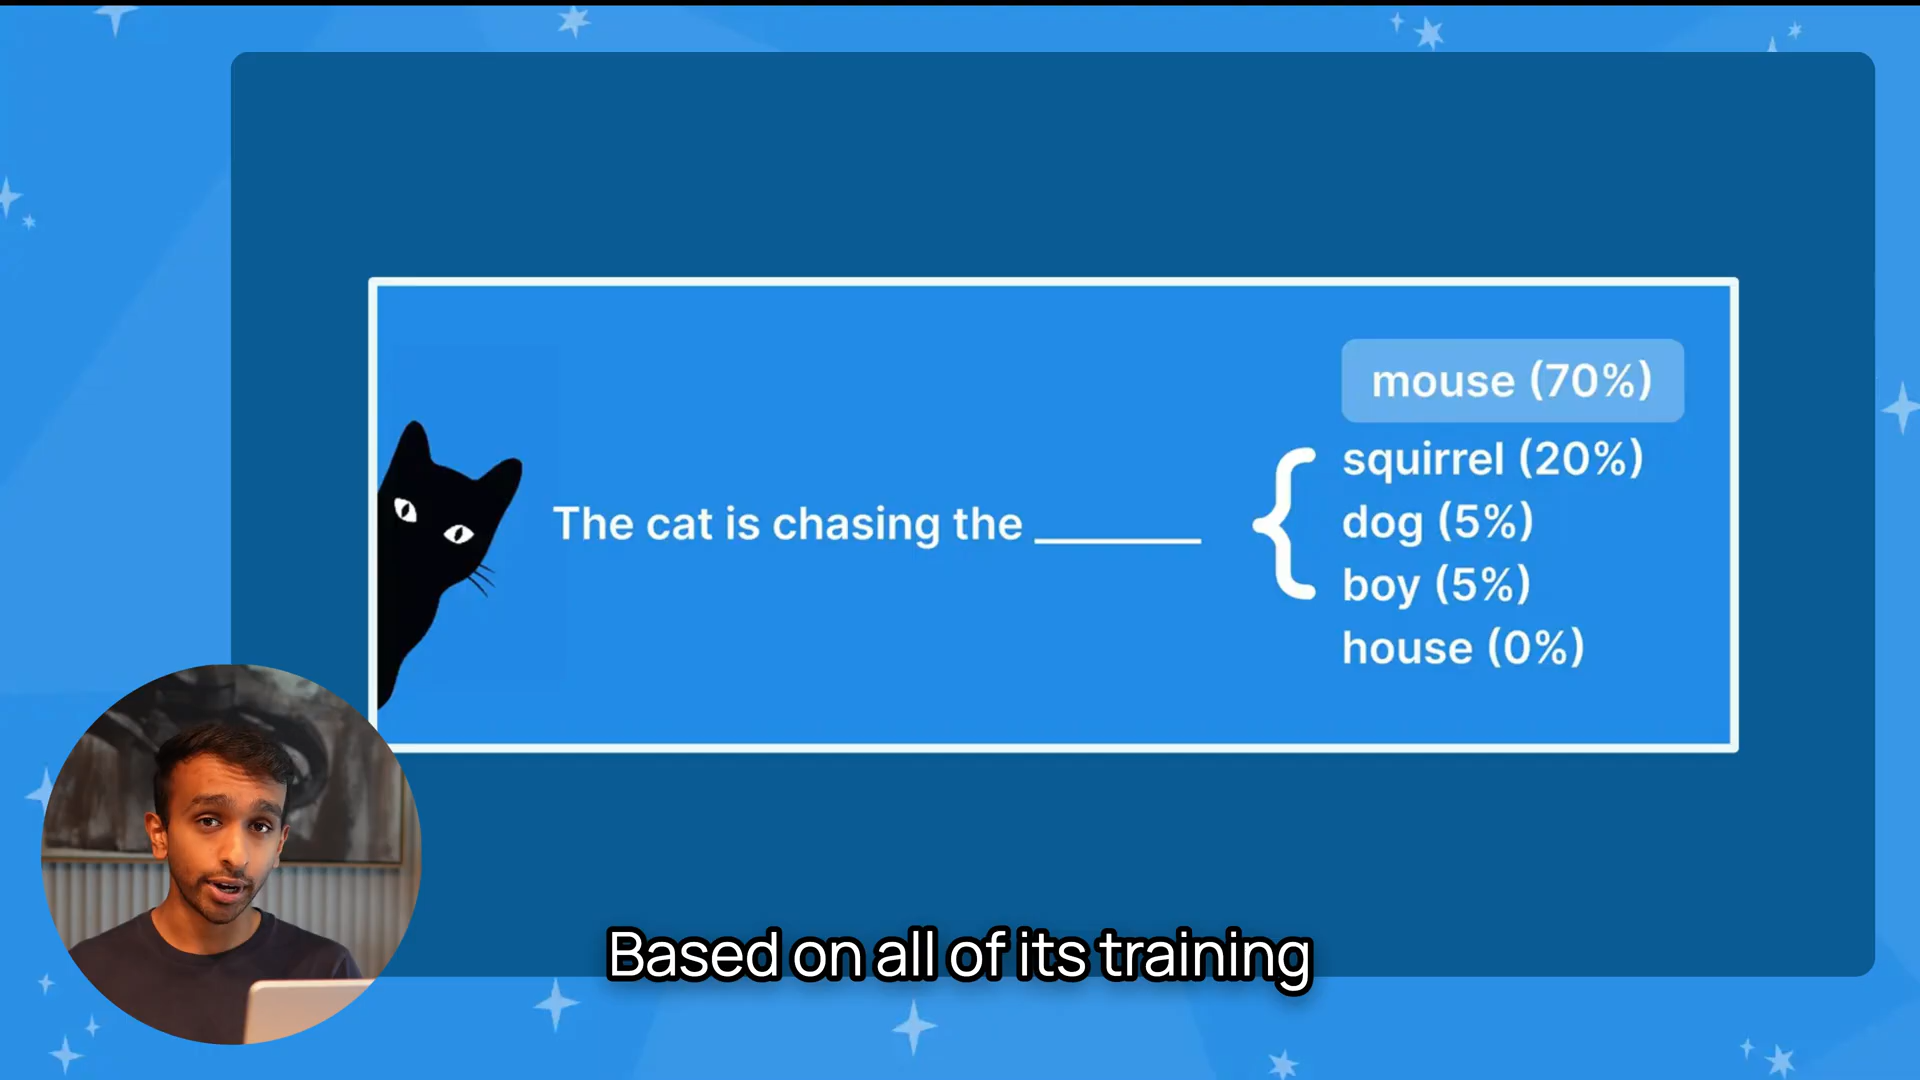 mouse (70%)
squirrel (20%)
The cat is chasing the ______
dog (5%)
boy (5%)
house (0%)
Based on all of its training